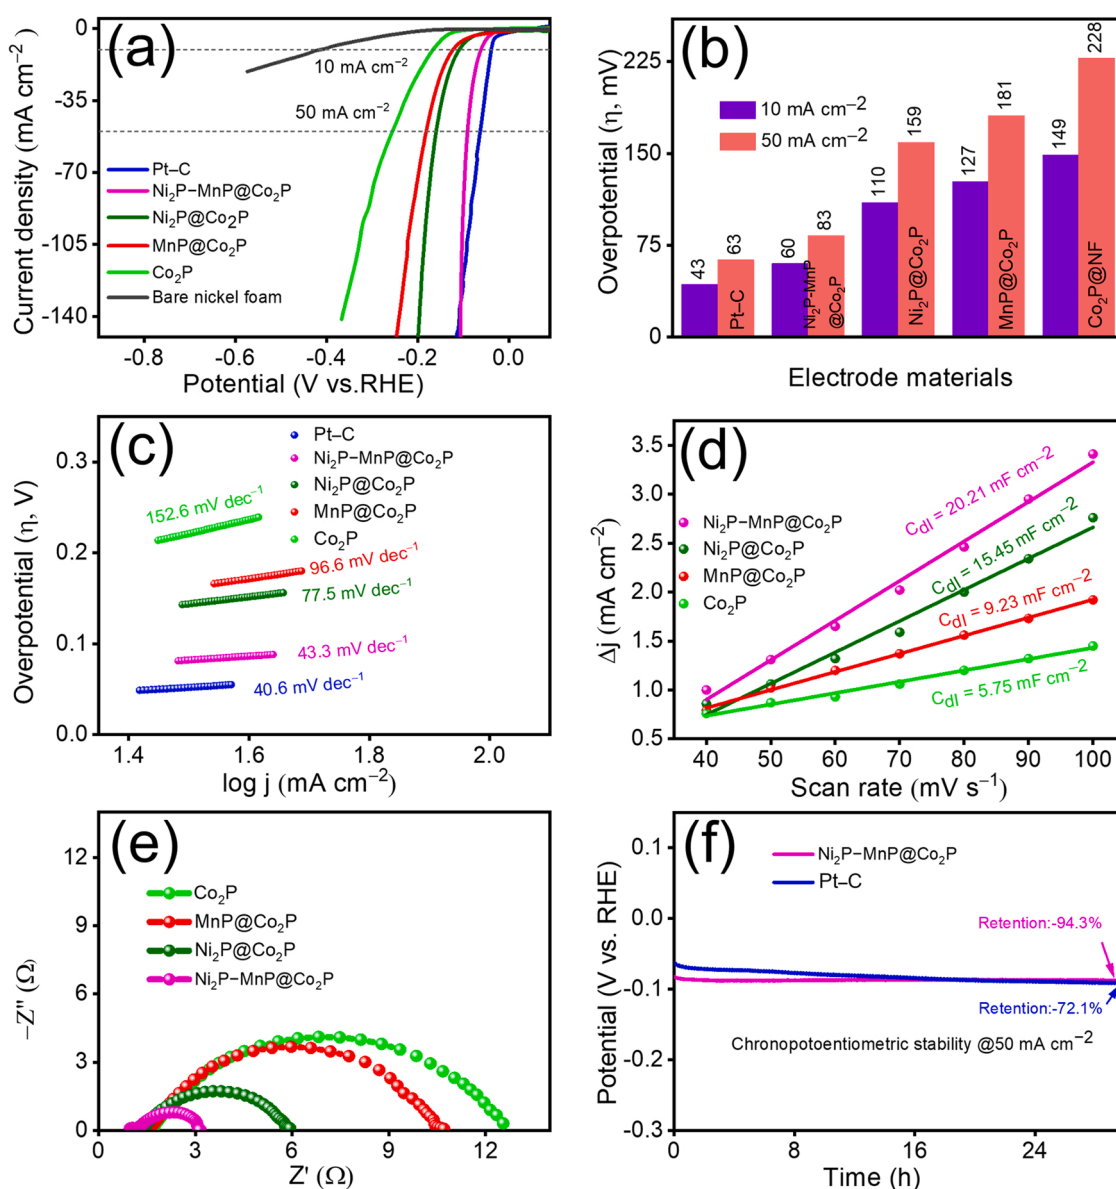 (a)
0
-35
-70
-105
-140
Current density (mA cm⁻²)
10 mA cm⁻²
50 mA cm⁻²
Pt–C
Ni₂P–MnP@Co₂P
Ni₂P@Co₂P
MnP@Co₂P
Co₂P
Bare nickel foam
-0.8 -0.6 -0.4 -0.2 0.0
Potential (V vs.RHE)
(b)
225
150
75
0
Overpotential (η, mV)
10 mA cm⁻²
50 mA cm⁻²
43 63 60 83 110 159 127 181 149 228
Pt–C
Ni₂P-MnP
@Co₂P
Ni₂P@Co₂P
MnP@Co₂P
Co₂P@NF
Electrode materials
(c)
0.3
0.2
0.1
0.0
Overpotential (η, V)
Pt–C
Ni₂P–MnP@Co₂P
Ni₂P@Co₂P
MnP@Co₂P
Co₂P
152.6 mV dec⁻¹
96.6 mV dec⁻¹
77.5 mV dec⁻¹
43.3 mV dec⁻¹
40.6 mV dec⁻¹
1.4 1.6 1.8 2.0
log j (mA cm⁻²)
(d)
3.5
3.0
2.5
2.0
1.5
1.0
0.5
Δj (mA cm⁻²)
Ni₂P–MnP@Co₂P
Ni₂P@Co₂P
MnP@Co₂P
Co₂P
Cdl = 20.21 mF cm⁻²
Cdl = 15.45 mF cm⁻²
Cdl = 9.23 mF cm⁻²
Cdl = 5.75 mF cm⁻²
40 50 60 70 80 90 100
Scan rate (mV s⁻¹)
(e)
12
9
6
3
0
–Z'' (Ω)
Co₂P
MnP@Co₂P
Ni₂P@Co₂P
Ni₂P–MnP@Co₂P
0 3 6 9 12
Z' (Ω)
(f)
0.1
0.0
-0.1
-0.2
-0.3
Potential (V vs. RHE)
Ni₂P–MnP@Co₂P
Pt–C
Retention:-94.3%
Retention:-72.1%
Chronopotoentiometric stability @50 mA cm⁻²
0 8 16 24
Time (h)